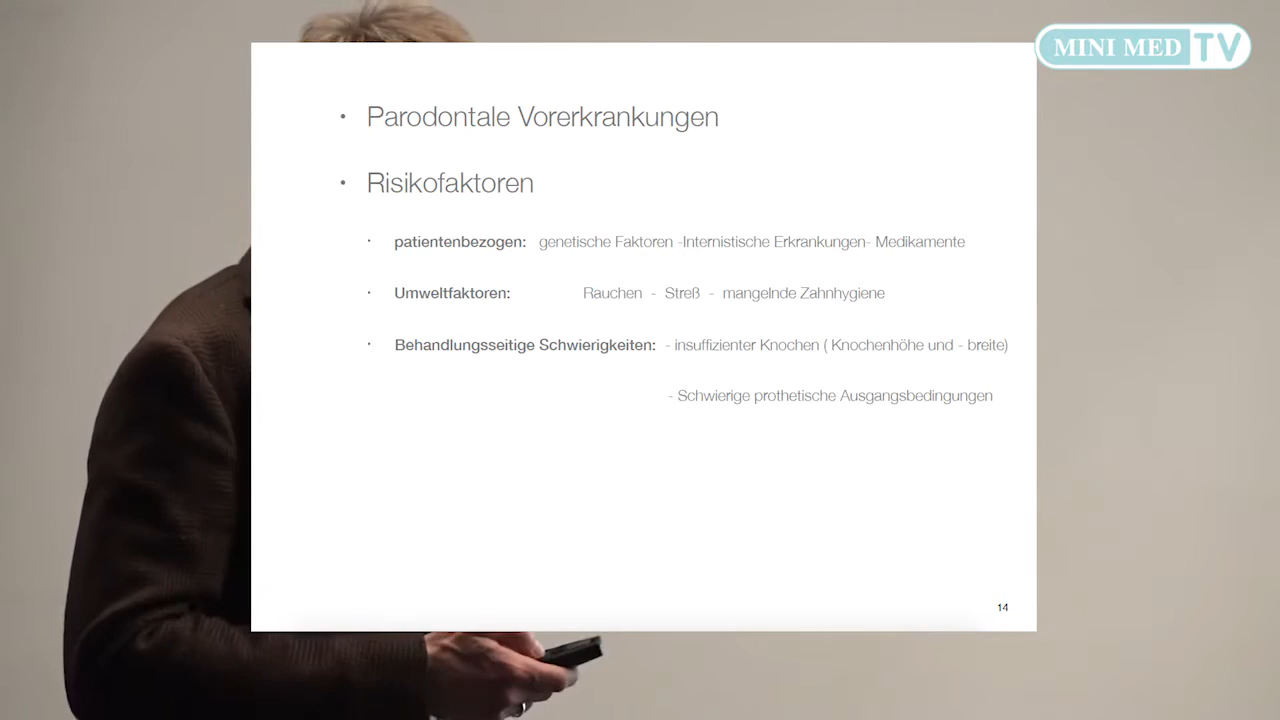 MINI MED TV
• Parodontale Vorerkrankungen
• Risikofaktoren
• patientenbezogen: genetische Faktoren -Internistische Erkrankungen- Medikamente
• Umweltfaktoren: Rauchen - Streß - mangelnde Zahnhygiene
• Behandlungsseitige Schwierigkeiten: - insuffizienter Knochen ( Knochenhöhe und - breite)
- Schwierige prothetische Ausgangsbedingungen
14